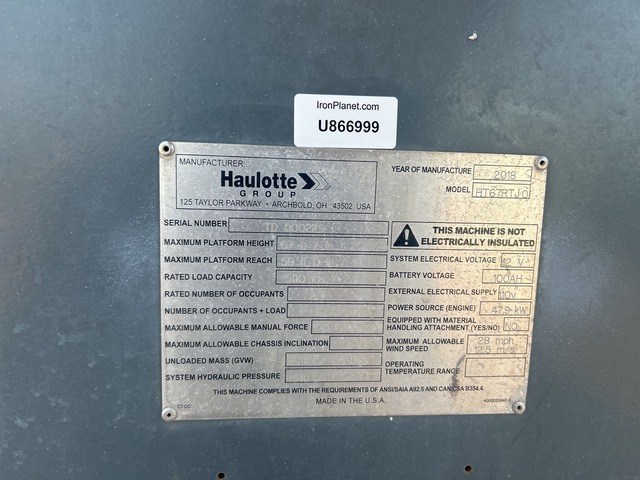 IronPlanet.com
U866999
MANUFACTURER:
Haulotte
GROUP
125 TAYLOR PARKWAY • ARCHBOLD, OH 43502 USA
YEAR OF MANUFACTURE 2018
MODEL HT67RTJ-O
SERIAL NUMBER
MAXIMUM PLATFORM HEIGHT
MAXIMUM PLATFORM REACH
RATED LOAD CAPACITY
RATED NUMBER OF OCCUPANTS
NUMBER OF OCCUPANTS + LOAD
MAXIMUM ALLOWABLE MANUAL FORCE
MAXIMUM ALLOWABLE CHASSIS INCLINATION
UNLOADED MASS (GVW)
SYSTEM HYDRAULIC PRESSURE
THIS MACHINE IS NOT
ELECTRICALLY INSULATED
SYSTEM ELECTRICAL VOLTAGE 12 V
BATTERY VOLTAGE 100AH
EXTERNAL ELECTRICAL SUPPLY 110v
POWER SOURCE (ENGINE) 47.9 kW
EQUIPPED WITH MATERIAL
HANDLING ATTACHMENT (YES/NO) NO
MAXIMUM ALLOWABLE 28 mph
WIND SPEED 12.5 m/s
OPERATING
TEMPERATURE RANGE
THIS MACHINE COMPLIES WITH THE REQUIREMENTS OF ANSI/SAIA A92.5 AND CAN/CSA B354.4.
MADE IN THE U.S.A.